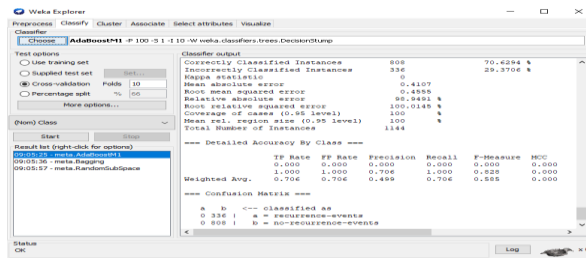 Weka Explorer
Preprocess Classify Cluster Associate Select attributes Visualize
Classifier
Choose AdaBoostM1 -P 100 -S 1 -I 10 -W weka.classifiers.trees.DecisionStump
Test options
Use training set
Supplied test set Set...
Cross-validation Folds 10
Percentage split % 66
More options...
(Nom) Class
Start Stop
Result list (right-click for options)
09:05:25 - meta.AdaBoostM1
09:05:36 - meta.Bagging
09:05:57 - meta.RandomSubSpace
Classifier output
Correctly Classified Instances 808 70.6294 %
Incorrectly Classified Instances 336 29.3706 %
Kappa statistic 0
Mean absolute error 0.4107
Root mean squared error 0.4555
Relative absolute error 98.9491 %
Root relative squared error 100.0145 %
Coverage of cases (0.95 level) 100 %
Mean rel. region size (0.95 level) 100 %
Total Number of Instances 1144
=== Detailed Accuracy By Class ===
TP Rate FP Rate Precision Recall F-Measure MCC
0.000 0.000 0.000 0.000 0.000 0.000
1.000 1.000 0.706 1.000 0.828 0.000
Weighted Avg. 0.706 0.706 0.499 0.706 0.585 0.000
=== Confusion Matrix ===
a b <-- classified as
0 336 | a = recurrence-events
0 808 | b = no-recurrence-events
Status
OK
Log
x